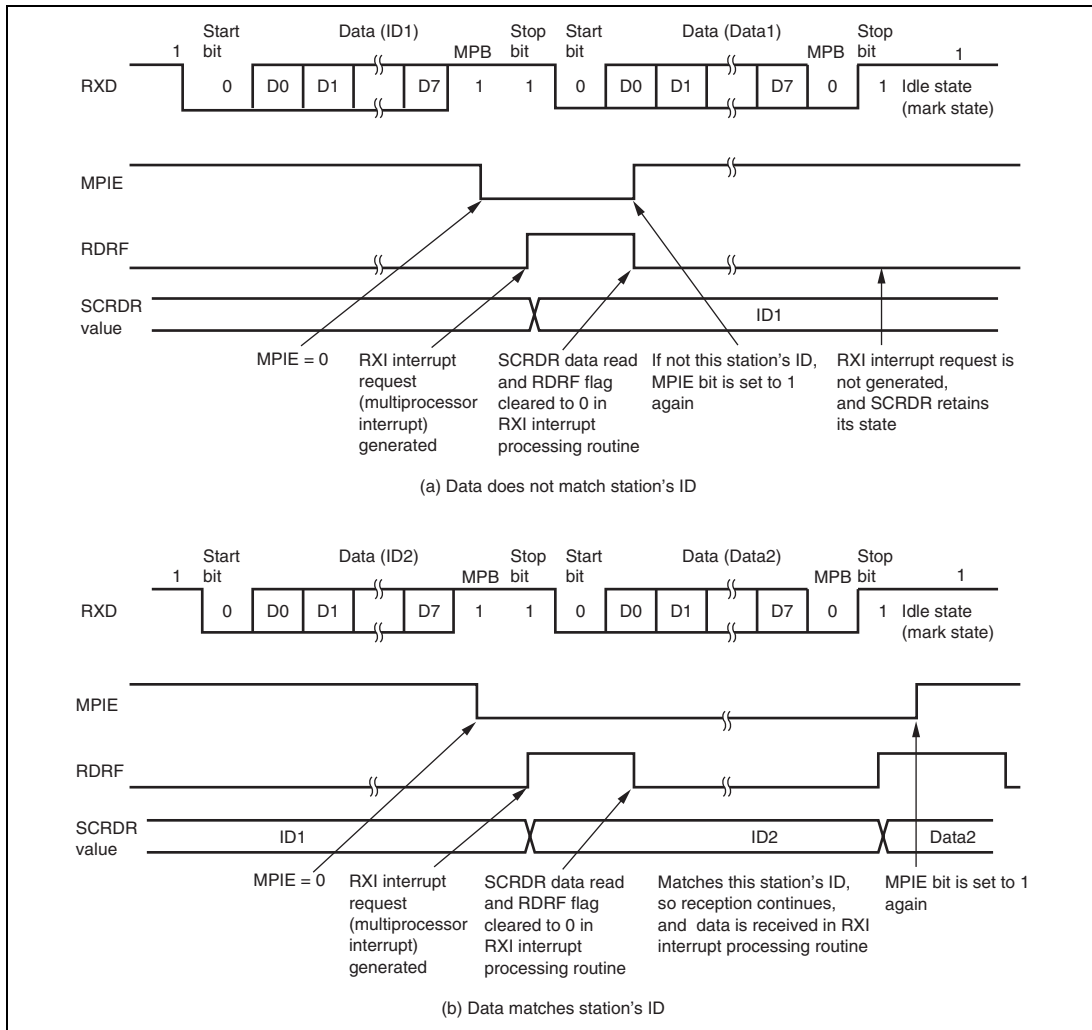 Start bit Data (ID1) MPB Stop bit Start bit Data (Data1) MPB Stop bit
1 1
RXD 0 D0 D1 D7 1 1 0 D0 D1 D7 0 1 Idle state (mark state)
MPIE
RDRF
SCRDR value ID1
MPIE = 0
RXI interrupt
request
(multiprocessor
interrupt)
generated
SCRDR data read
and RDRF flag
cleared to 0 in
RXI interrupt
processing routine
If not this station's ID,
MPIE bit is set to 1
again
RXI interrupt request is
not generated,
and SCRDR retains
its state
(a) Data does not match station's ID
Start bit Data (ID2) MPB Stop bit Start bit Data (Data2) MPB Stop bit
1 1
RXD 0 D0 D1 D7 1 1 0 D0 D1 D7 0 1 Idle state (mark state)
MPIE
RDRF
SCRDR value ID1 ID2 Data2
MPIE = 0
RXI interrupt
request
(multiprocessor
interrupt)
generated
SCRDR data read
and RDRF flag
cleared to 0 in
RXI interrupt
processing routine
Matches this station's ID,
so reception continues,
and data is received in RXI
interrupt processing routine
MPIE bit is set to 1
again
(b) Data matches station's ID